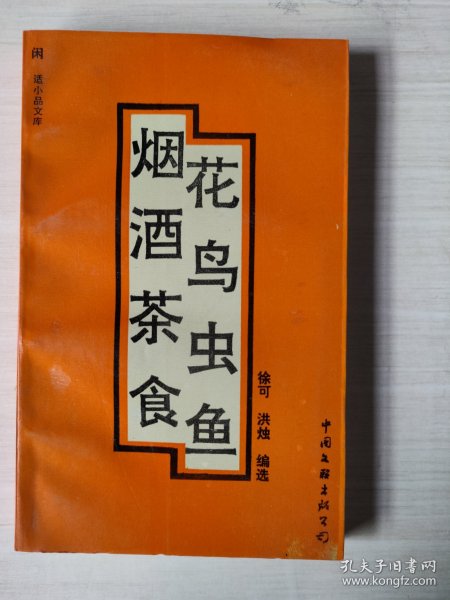 闲适小品文库
花鸟虫鱼
烟酒茶食
徐可 洪烛 编选
中国文联出版公司
孔夫子旧书网
www.kongfz.com